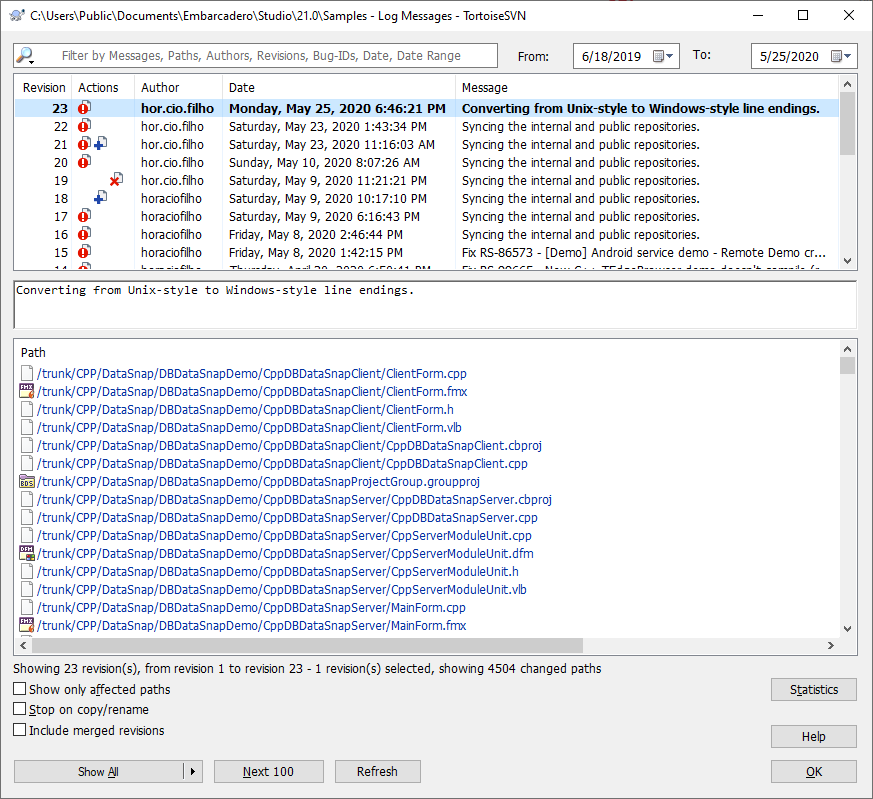 C:\Users\Public\Documents\Embarcadero\Studio\21.0\Samples - Log Messages - TortoiseSVN
Filter by Messages, Paths, Authors, Revisions, Bug-IDs, Date, Date Range From: 6/18/2019 To: 5/25/2020
Revision Actions Author Date Message
23 hor.cio.filho Monday, May 25, 2020 6:46:21 PM Converting from Unix-style to Windows-style line endings.
22 hor.cio.filho Saturday, May 23, 2020 1:43:34 PM Syncing the internal and public repositories.
21 hor.cio.filho Saturday, May 23, 2020 11:16:03 AM Syncing the internal and public repositories.
20 hor.cio.filho Sunday, May 10, 2020 8:07:26 AM Syncing the internal and public repositories.
19 hor.cio.filho Saturday, May 9, 2020 11:21:21 PM Syncing the internal and public repositories.
18 horaciofilho Saturday, May 9, 2020 10:17:10 PM Syncing the internal and public repositories.
17 horaciofilho Saturday, May 9, 2020 6:16:43 PM Syncing the internal and public repositories.
16 horaciofilho Friday, May 8, 2020 2:46:44 PM Syncing the internal and public repositories.
15 horaciofilho Friday, May 8, 2020 1:42:15 PM Fix RS-86573 - [Demo] Android service demo - Remote Demo cr...
14 horaciofilho
Converting from Unix-style to Windows-style line endings.
Path
/trunk/CPP/DataSnap/DBDataSnapDemo/CppDBDataSnapClient/ClientForm.cpp
/trunk/CPP/DataSnap/DBDataSnapDemo/CppDBDataSnapClient/ClientForm.fmx
/trunk/CPP/DataSnap/DBDataSnapDemo/CppDBDataSnapClient/ClientForm.h
/trunk/CPP/DataSnap/DBDataSnapDemo/CppDBDataSnapClient/ClientForm.vlb
/trunk/CPP/DataSnap/DBDataSnapDemo/CppDBDataSnapClient/CppDBDataSnapClient.cbproj
/trunk/CPP/DataSnap/DBDataSnapDemo/CppDBDataSnapClient/CppDBDataSnapClient.cpp
/trunk/CPP/DataSnap/DBDataSnapDemo/CppDBDataSnapProjectGroup.groupproj
/trunk/CPP/DataSnap/DBDataSnapDemo/CppDBDataSnapServer/CppDBDataSnapServer.cbproj
/trunk/CPP/DataSnap/DBDataSnapDemo/CppDBDataSnapServer/CppDBDataSnapServer.cpp
/trunk/CPP/DataSnap/DBDataSnapDemo/CppDBDataSnapServer/CppServerModuleUnit.cpp
/trunk/CPP/DataSnap/DBDataSnapDemo/CppDBDataSnapServer/CppServerModuleUnit.dfm
/trunk/CPP/DataSnap/DBDataSnapDemo/CppDBDataSnapServer/CppServerModuleUnit.h
/trunk/CPP/DataSnap/DBDataSnapDemo/CppDBDataSnapServer/CppServerModuleUnit.vlb
/trunk/CPP/DataSnap/DBDataSnapDemo/CppDBDataSnapServer/MainForm.cpp
/trunk/CPP/DataSnap/DBDataSnapDemo/CppDBDataSnapServer/MainForm.fmx
Showing 23 revision(s), from revision 1 to revision 23 - 1 revision(s) selected, showing 4504 changed paths
Show only affected paths
Statistics
Stop on copy/rename
Include merged revisions
Help
Show All Next 100 Refresh OK